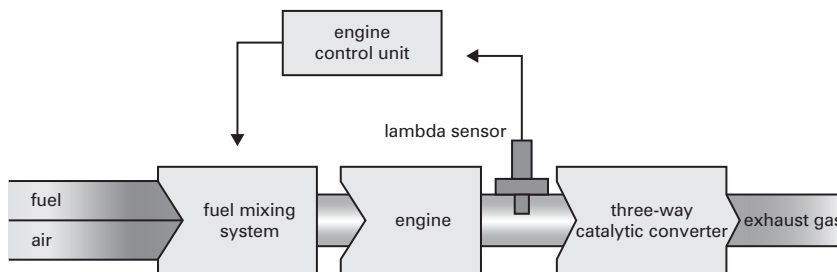 engine
control unit
lambda sensor
fuel
air
fuel mixing
system
engine
three-way
catalytic converter
exhaust gas